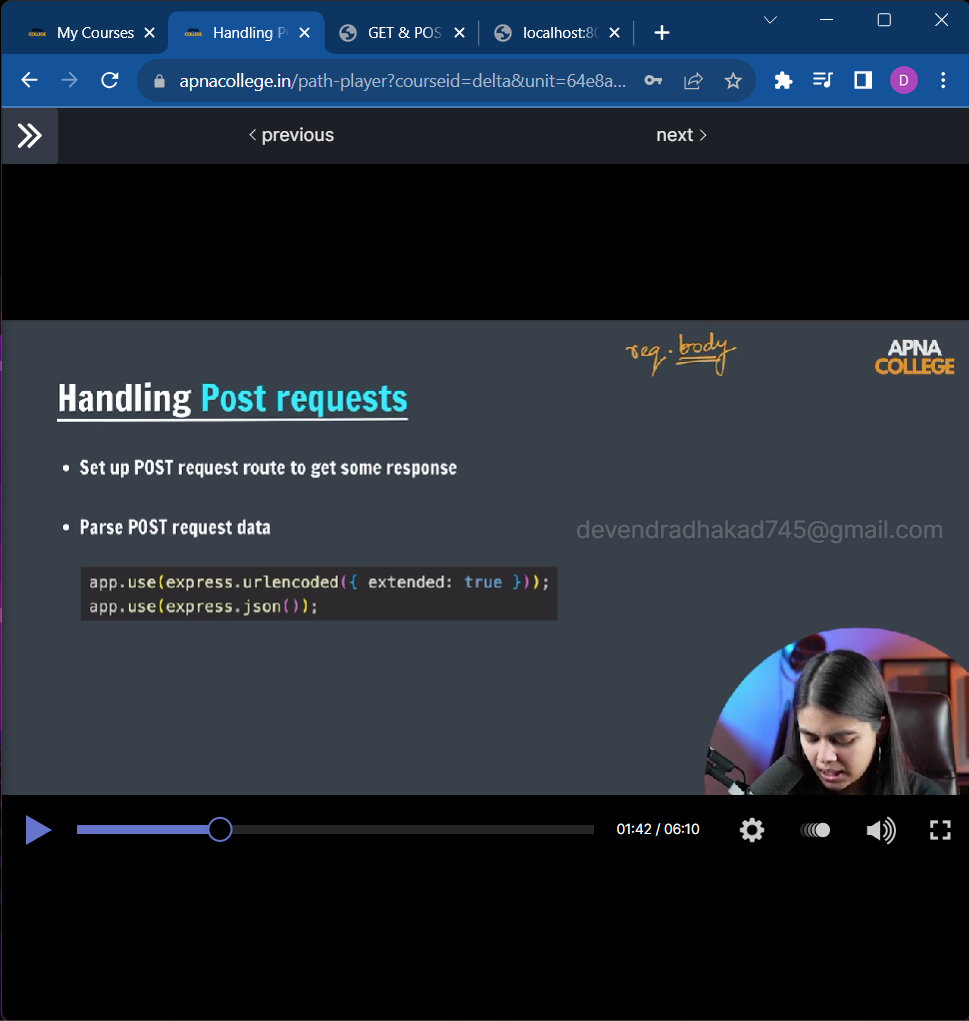 My Courses
Handling P
GET & POS
localhost:80
apnacollege.in/path-player?courseid=delta&unit=64e8a...
D
previous
next
req.body
APNA
COLLEGE
Handling Post requests
• Set up POST request route to get some response
• Parse POST request data
devendradhakad745@gmail.com
app.use(express.urlencoded({ extended: true }));
app.use(express.json());
01:42 / 06:10